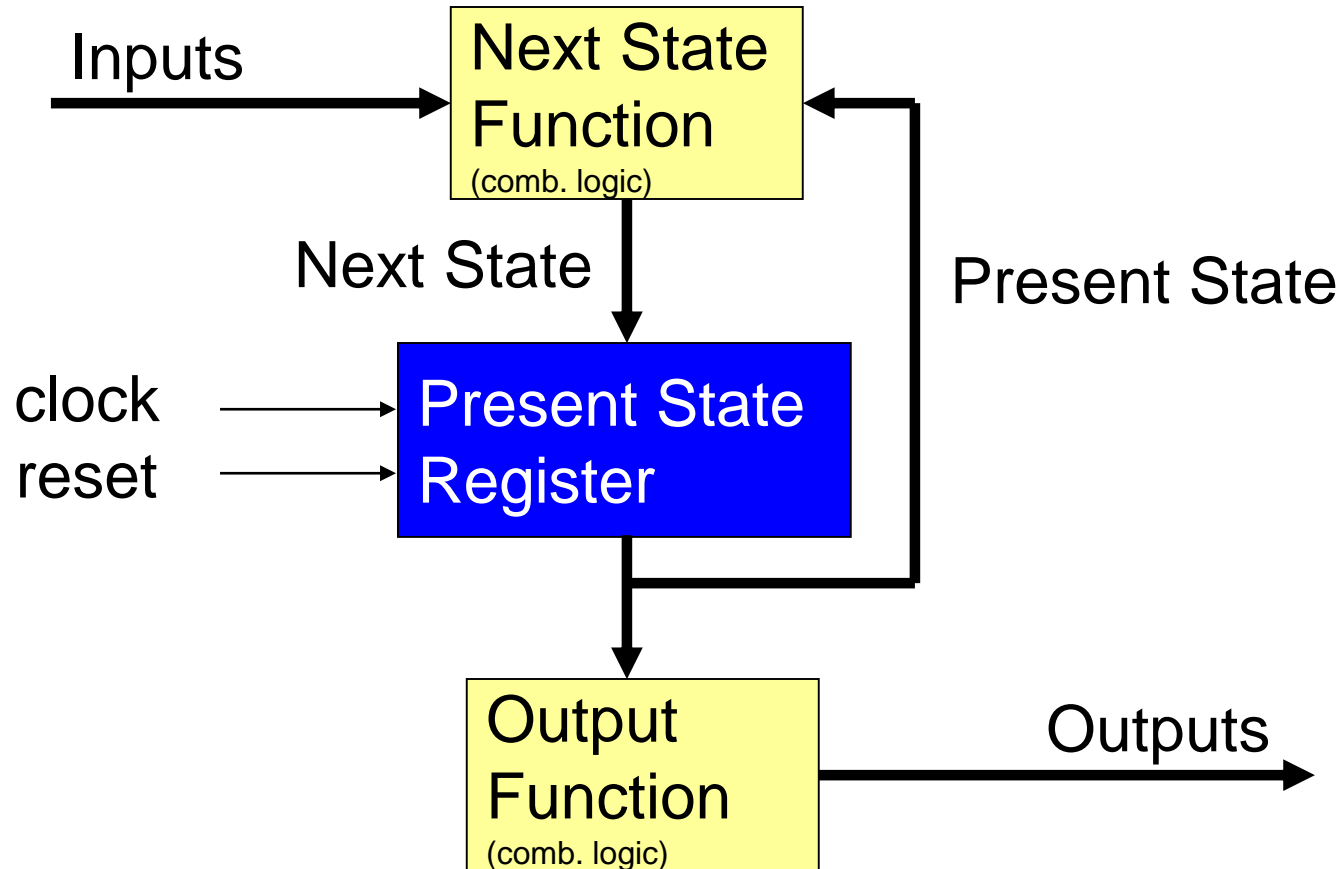 Inputs
Next State
Function
(comb. logic)
Next State
Present State
clock
reset
Present State
Register
Output
Function
(comb. logic)
Outputs